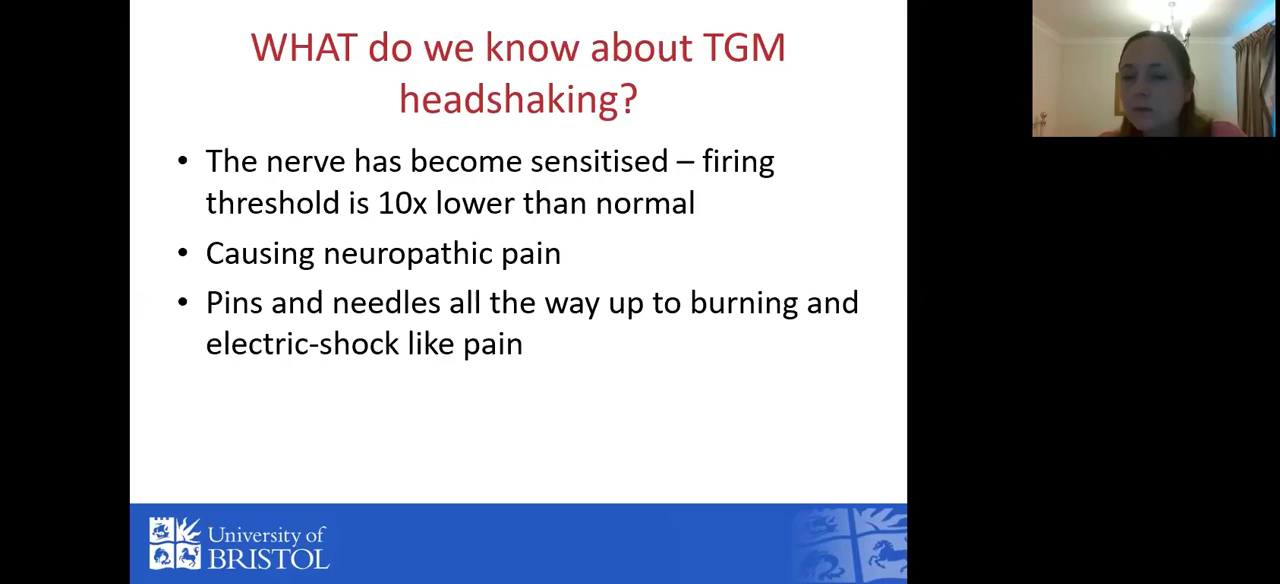 WHAT do we know about TGM
headshaking?
• The nerve has become sensitised – firing
threshold is 10x lower than normal
• Causing neuropathic pain
• Pins and needles all the way up to burning and
electric-shock like pain
University of
BRISTOL